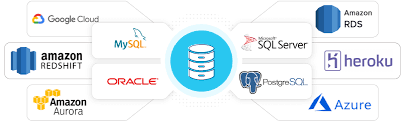 Google Cloud
Amazon
RDS
MySQL
Microsoft
SQL Server
amazon
REDSHIFT
heroku
ORACLE
PostgreSQL
Amazon
Aurora
Azure